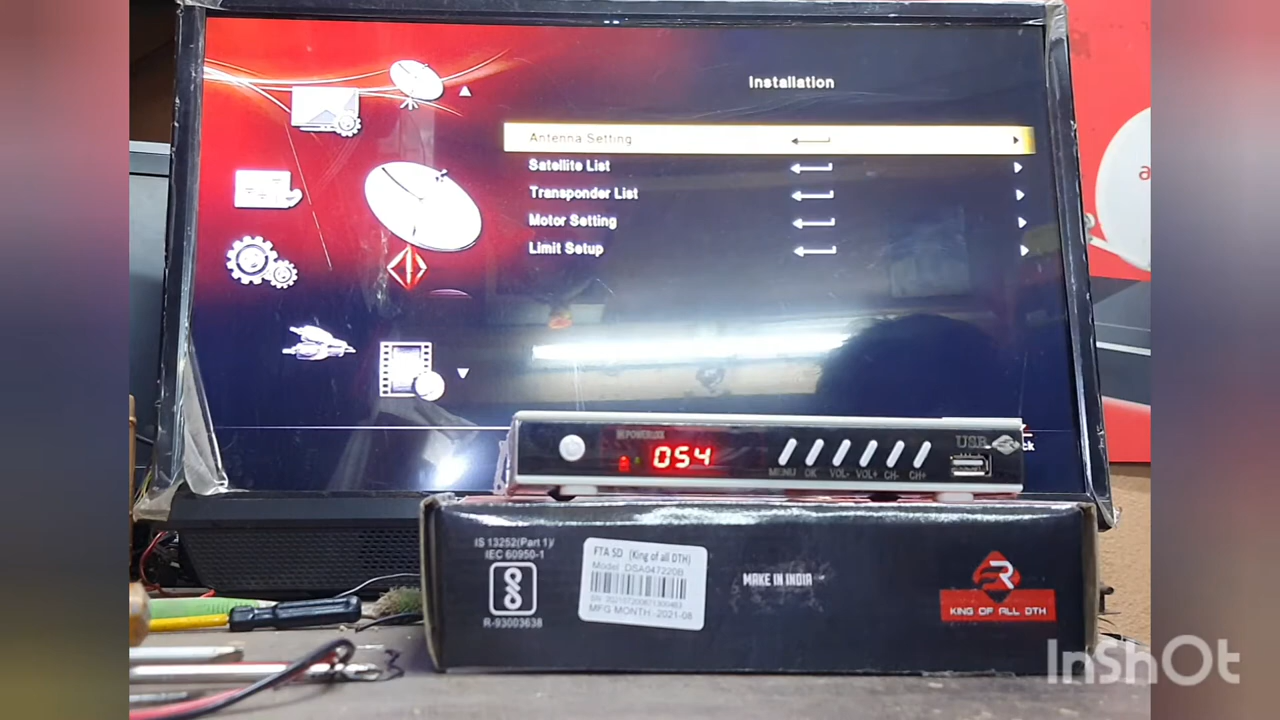 Installation
Antenna Setting
Satellite List
Transponder List
Motor Setting
Limit Setup
054
MENU OK VOL- VOL+ CH- CH+
USB
IS 13252(Part 1)/
IEC 60950-1
R-93003638
FTA SD (King of all DTH)
Model: DSA047220B
MFG MONTH:-2021-08
MAKE IN INDIA
KING OF ALL DTH
InShOt